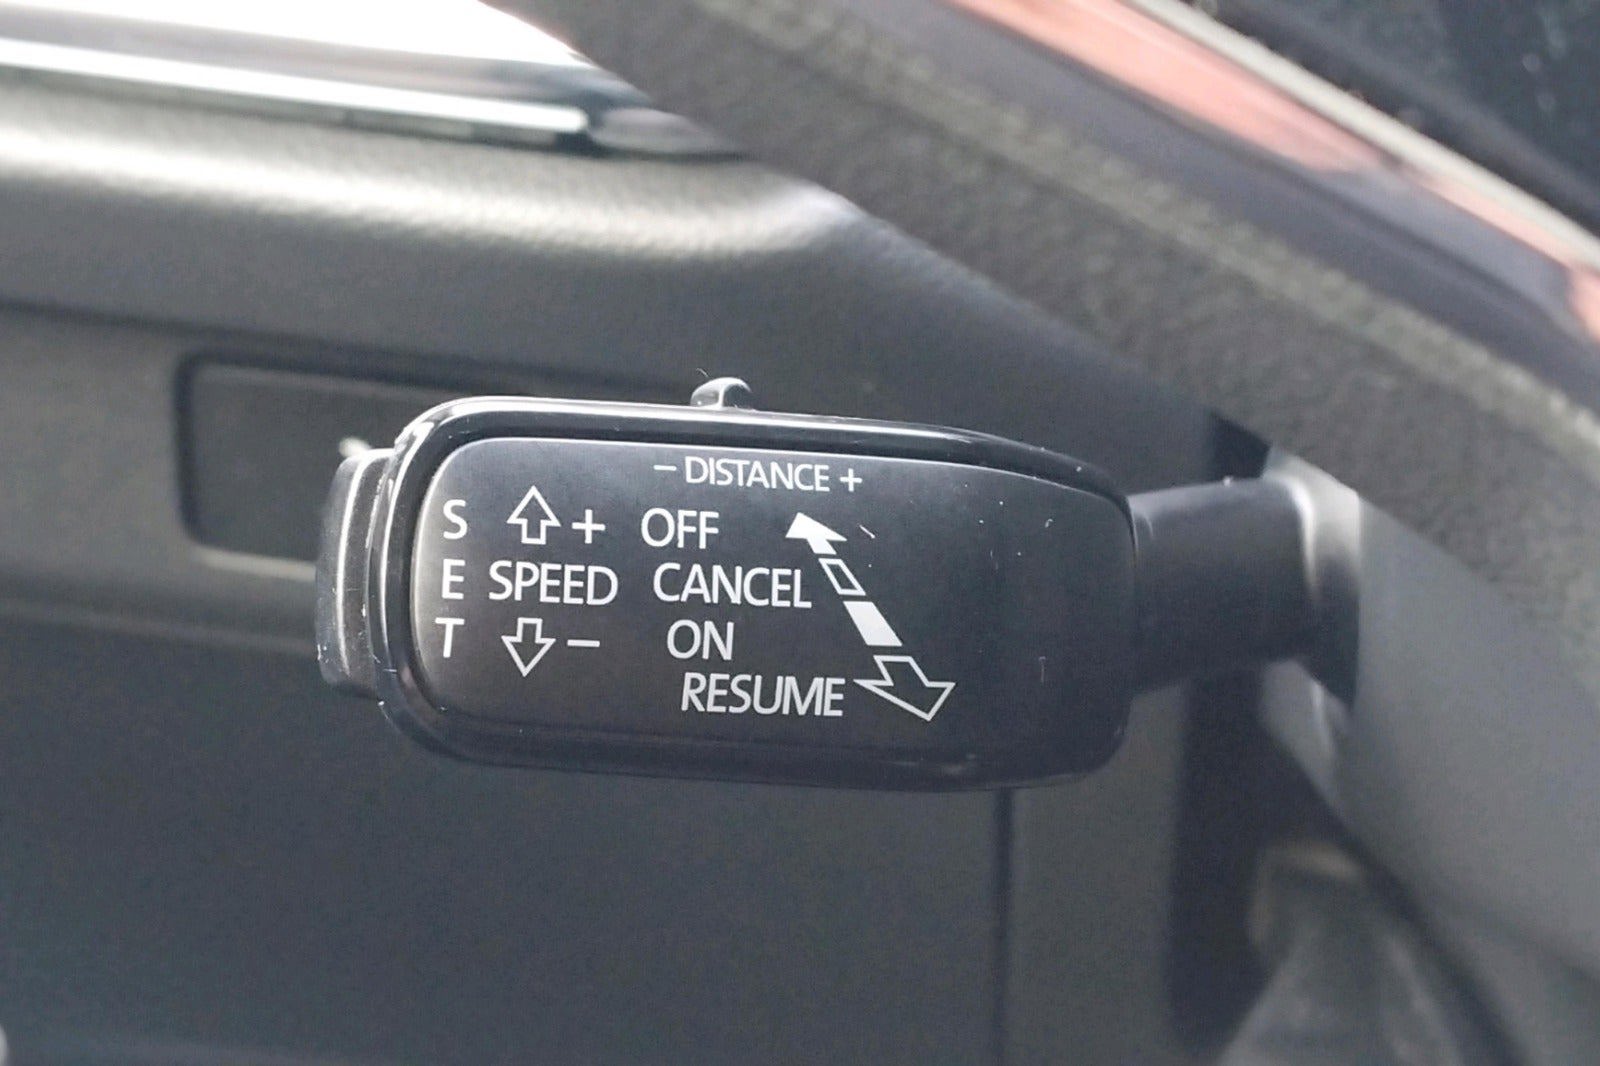 − DISTANCE +
S + OFF
E SPEED CANCEL
T − ON
RESUME